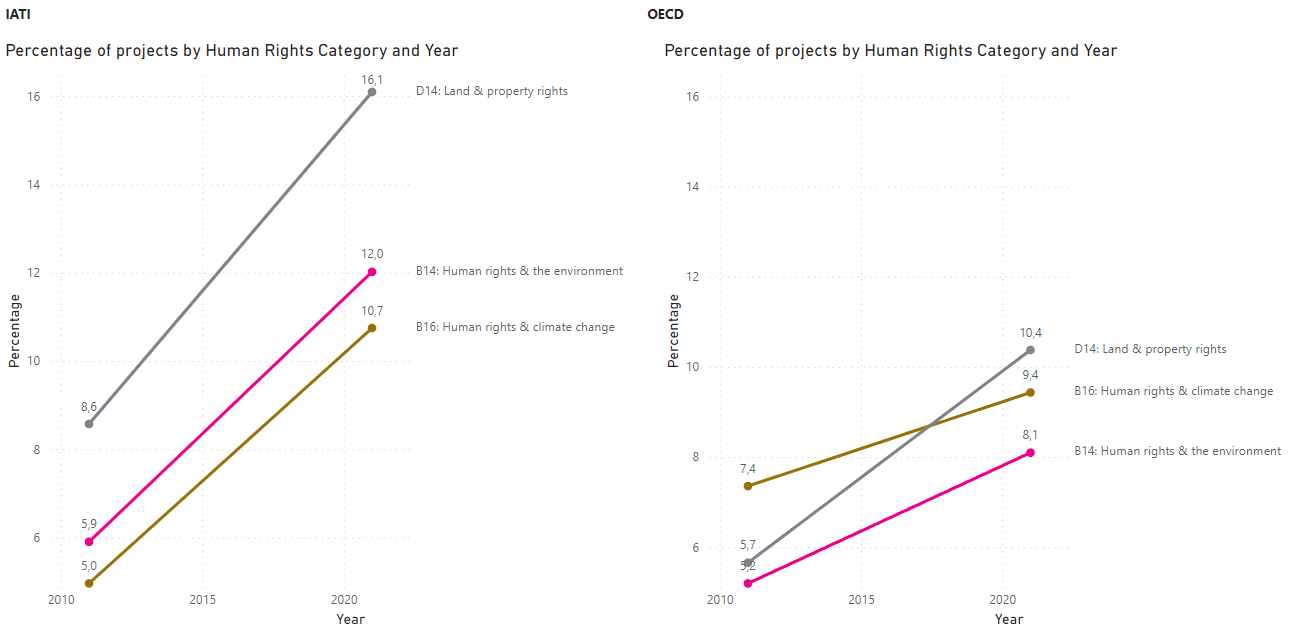 IATI
Percentage of projects by Human Rights Category and Year
16,1
16
D14: Land & property rights
14
12,0
12
B14: Human rights & the environment
10,7
B16: Human rights & climate change
10
8,6
8
5,9
6
5,0
Percentage
2010 2015 2020
Year
OECD
Percentage of projects by Human Rights Category and Year
16
14
12
10,4
D14: Land & property rights
10
9,4
B16: Human rights & climate change
8,1
B14: Human rights & the environment
8
7,4
6
5,7
5,2
Percentage
2010 2015 2020
Year